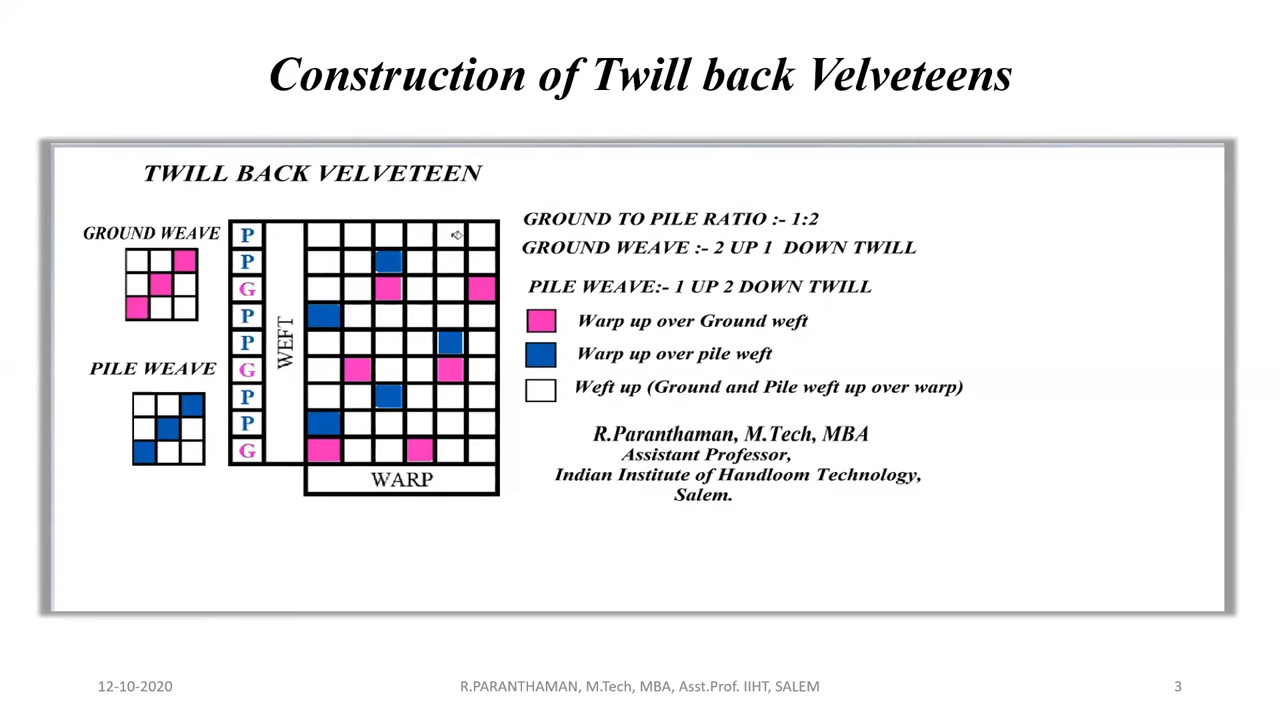 Construction of Twill back Velveteens
TWILL BACK VELVETEEN
GROUND WEAVE
PILE WEAVE
P
P
G
P
P
G
P
P
G
WEFT
WARP
GROUND TO PILE RATIO :- 1:2
GROUND WEAVE :- 2 UP 1 DOWN TWILL
PILE WEAVE:- 1 UP 2 DOWN TWILL
Warp up over Ground weft
Warp up over pile weft
Weft up (Ground and Pile weft up over warp)
R.Paranthaman, M.Tech, MBA
Assistant Professor,
Indian Institute of Handloom Technology,
Salem.
12-10-2020
R.PARANTHAMAN, M.Tech, MBA, Asst.Prof. IIHT, SALEM
3